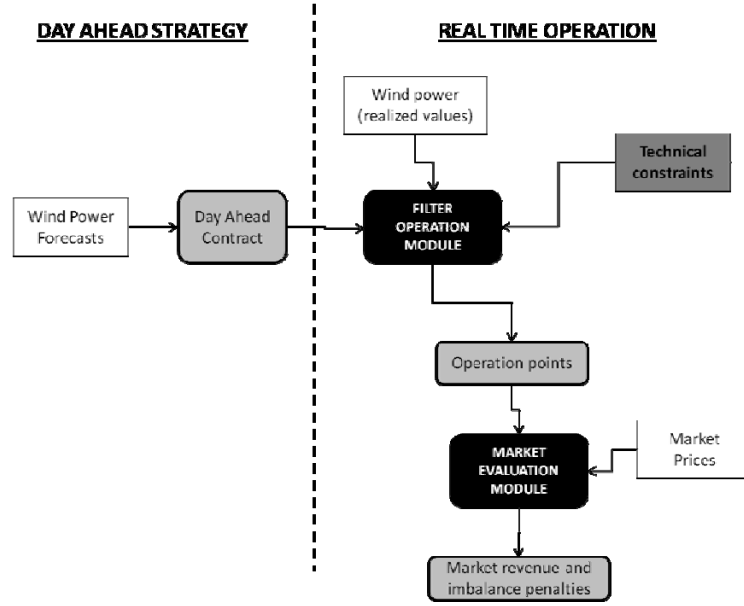 DAY AHEAD STRATEGY
REAL TIME OPERATION
Wind power
(realized values)
Technical
constraints
Wind Power
Forecasts
Day Ahead
Contract
FILTER
OPERATION
MODULE
Operation points
MARKET
EVALUATION
MODULE
Market
Prices
Market revenue and
imbalance penalties